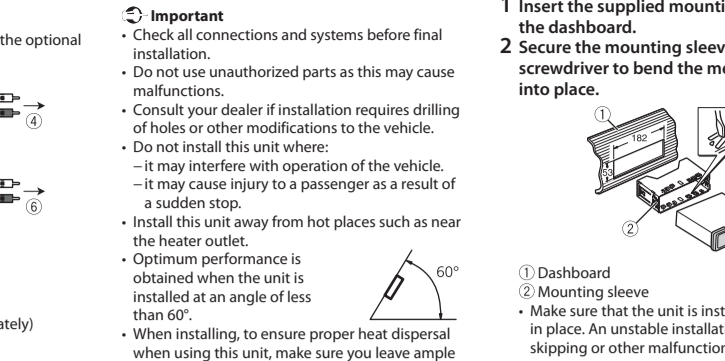 the optional
④
⑥
ately)
Important
• Check all connections and systems before final
installation.
• Do not use unauthorized parts as this may cause
malfunctions.
• Consult your dealer if installation requires drilling
of holes or other modifications to the vehicle.
• Do not install this unit where:
– it may interfere with operation of the vehicle.
– it may cause injury to a passenger as a result of
a sudden stop.
• Install this unit away from hot places such as near
the heater outlet.
• Optimum performance is
obtained when the unit is
installed at an angle of less
than 60°.
60°
• When installing, to ensure proper heat dispersal
when using this unit, make sure you leave ample
1 Insert the supplied
the dashboard.
2 Secure the mounting
screwdriver to bend the
into place.
①
182
53
②
① Dashboard
② Mounting sleeve
• Make sure that the unit is
in place. An unstable
skipping or other